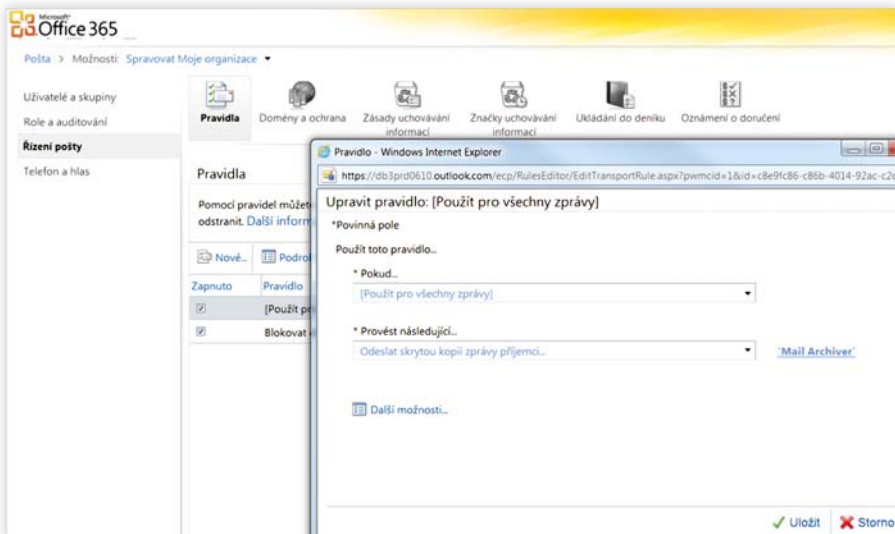 Microsoft
Office 365
Pošta > Možnosti: Spravovat Moje organizace
Uživatelé a skupiny
Role a auditování
Řízení pošty
Telefon a hlas
Pravidla
Domény a ochrana
Zásady uchovávání
informací
Značky uchovávání
informací
Ukládání do deníku
Oznámení o doručení
Pravidla
Pomocí pravidel můžet
odstranit. Další inform
Nové...
Podro
Zapnuto
Pravidlo
[Použít pr
Blokovat
Pravidlo - Windows Internet Explorer
https://db3prd0610.outlook.com/ecp/RulesEditor/EditTransportRule.aspx?pwmcid=1&id=c8e9fc86-c86b-4014-92ac-c2
Upravit pravidlo: [Použít pro všechny zprávy]
*Povinná pole
Použít toto pravidlo...
* Pokud...
[Použít pro všechny zprávy]
* Provést následující...
Odeslat skrytou kopii zprávy příjemci...
'Mail Archiver'
Další možnosti...
Uložit
Storno